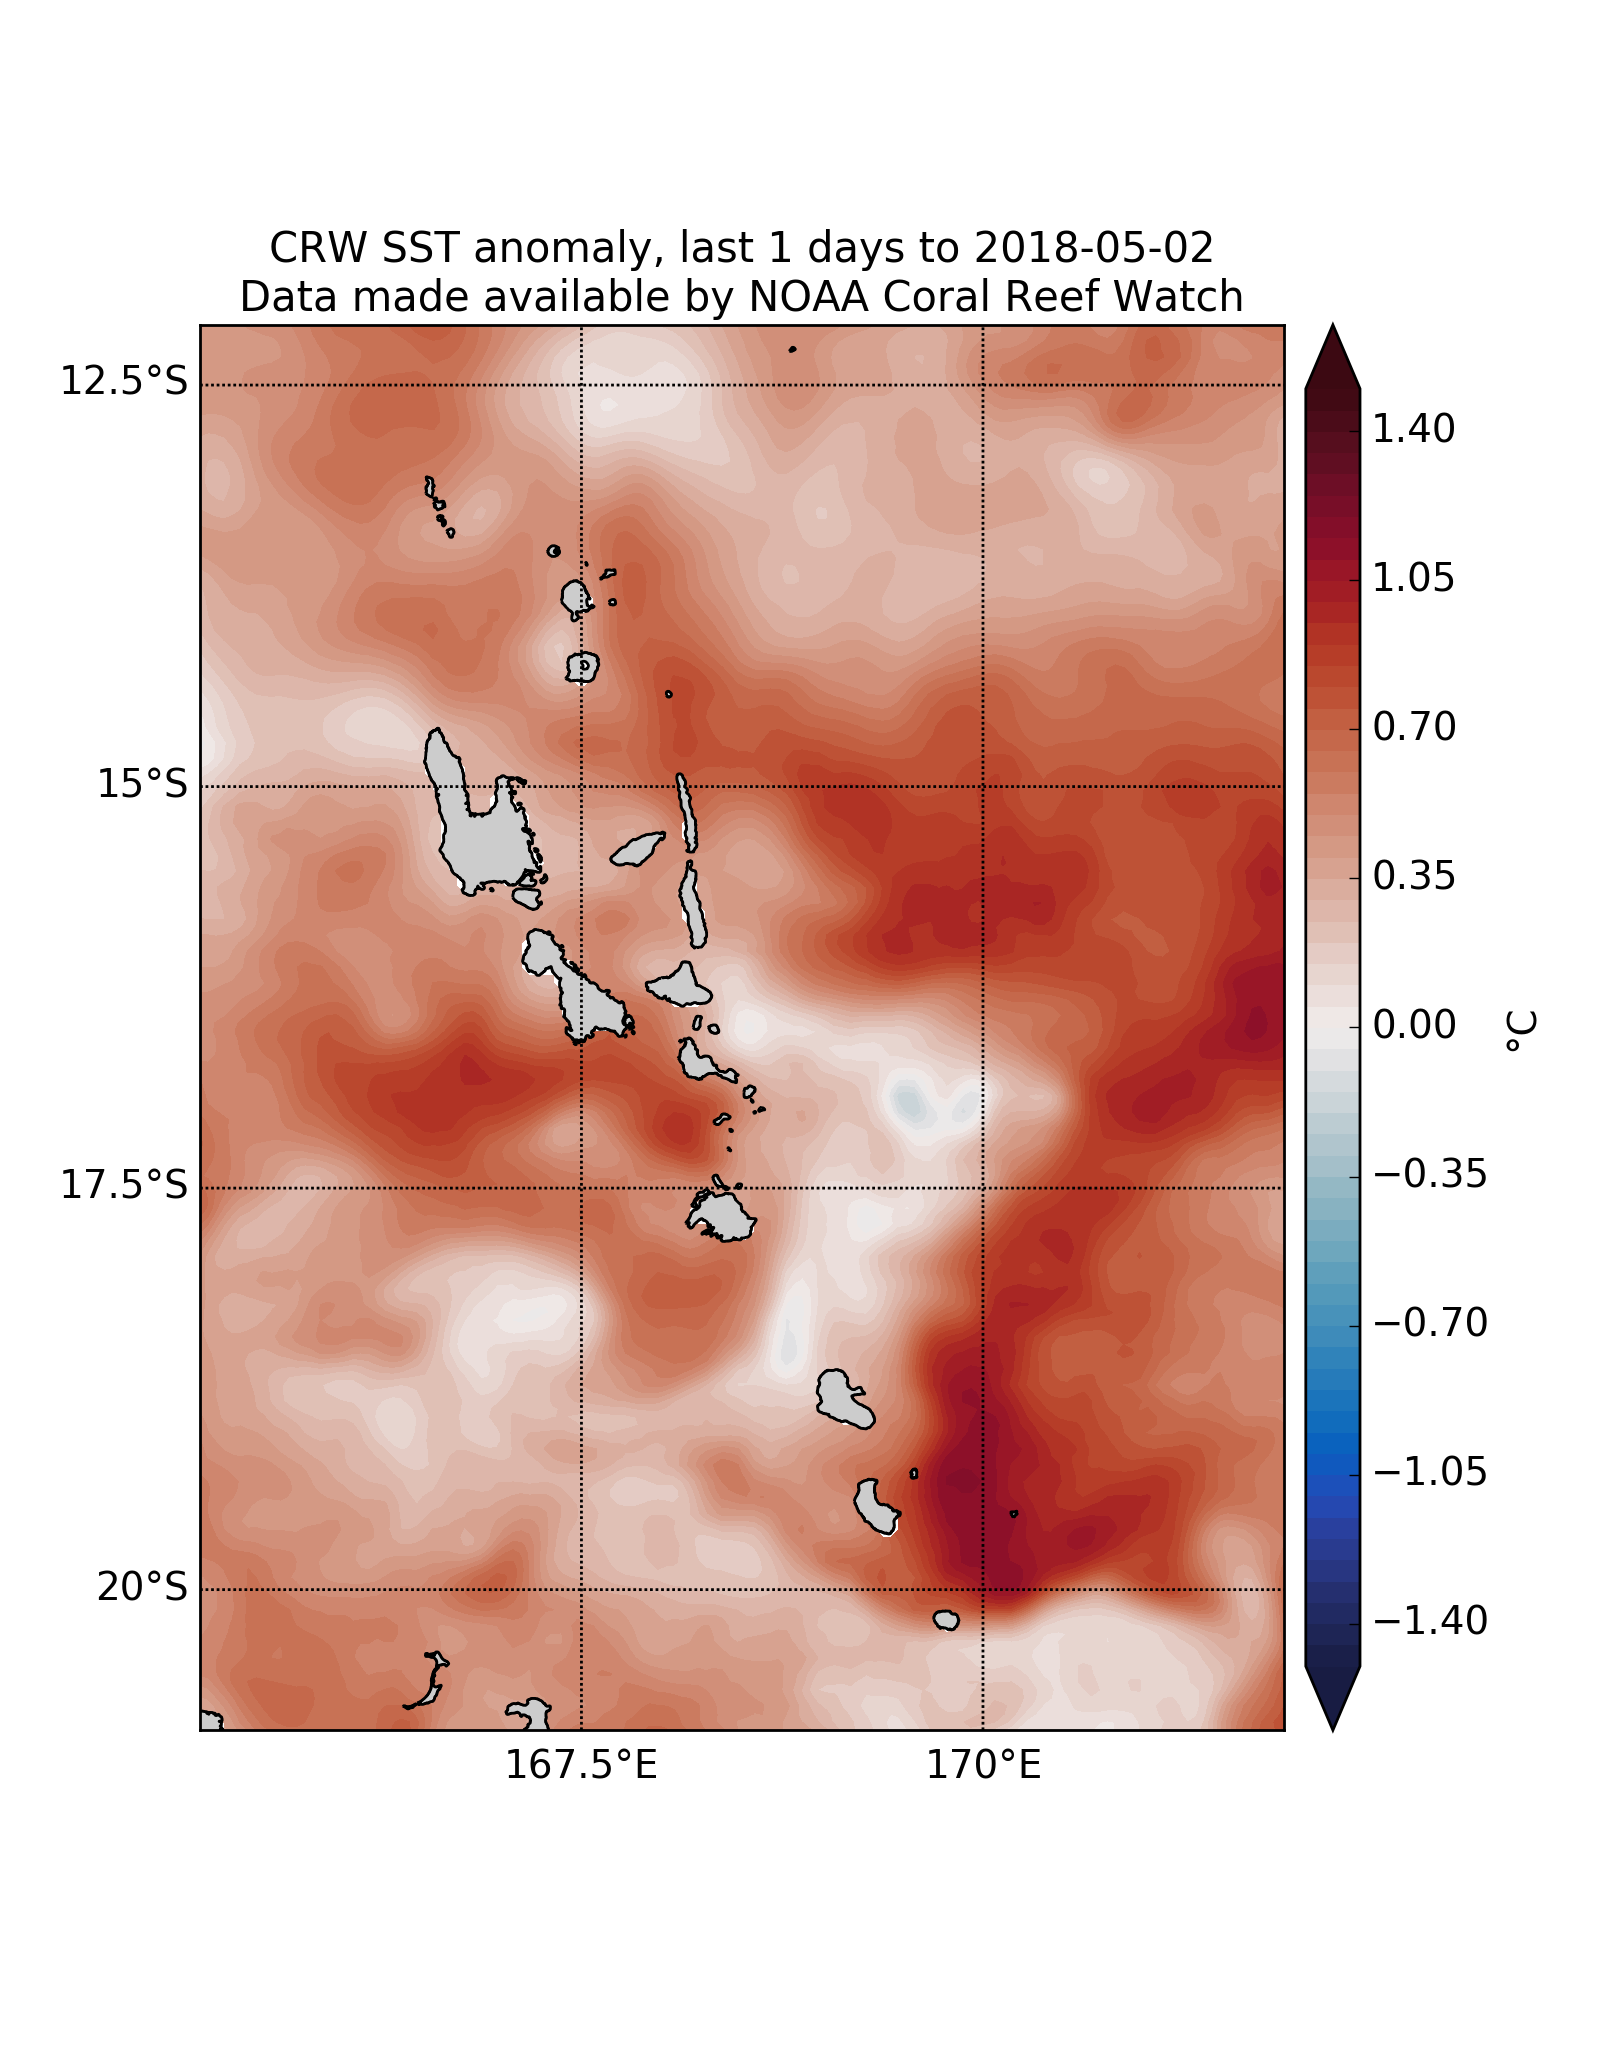 CRW SST anomaly, last 1 days to 2018-05-02
Data made available by NOAA Coral Reef Watch
12.5°S
15°S
17.5°S
20°S
167.5°E
170°E
1.40
1.05
0.70
0.35
0.00
−0.35
−0.70
−1.05
−1.40
°C